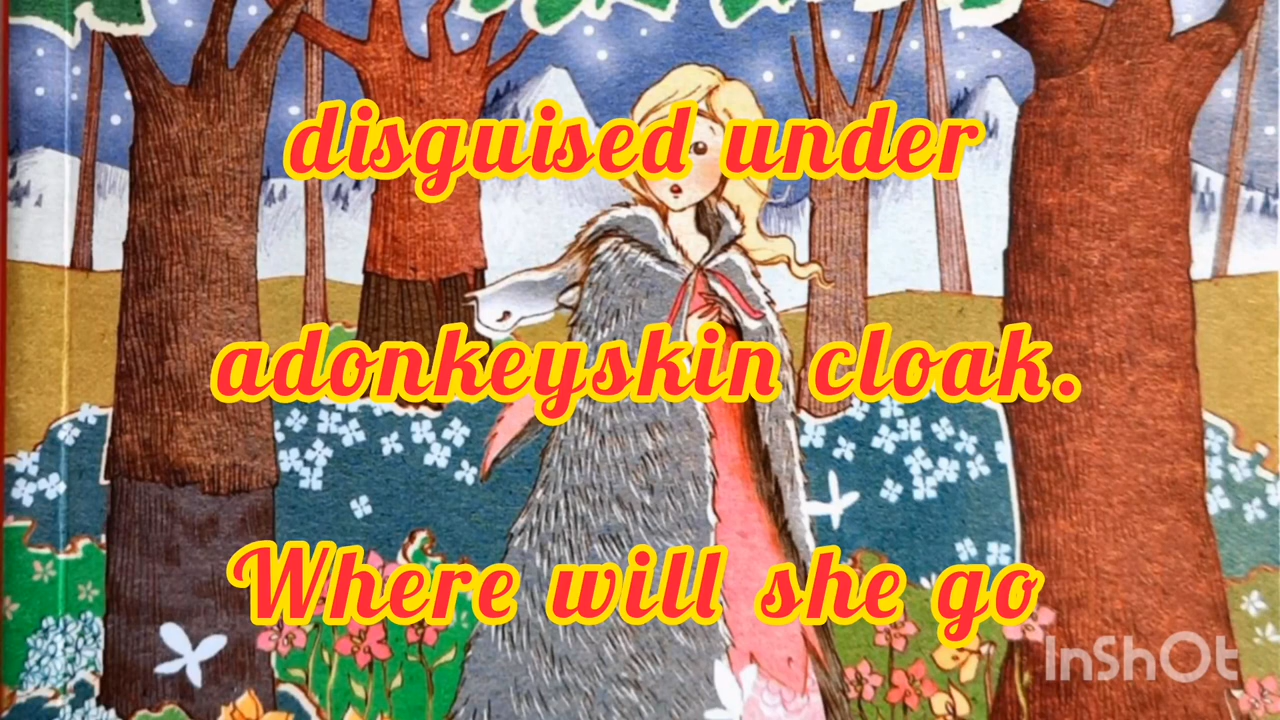 disguised under
adonkeyskin cloak.
Where will she go
InShOt